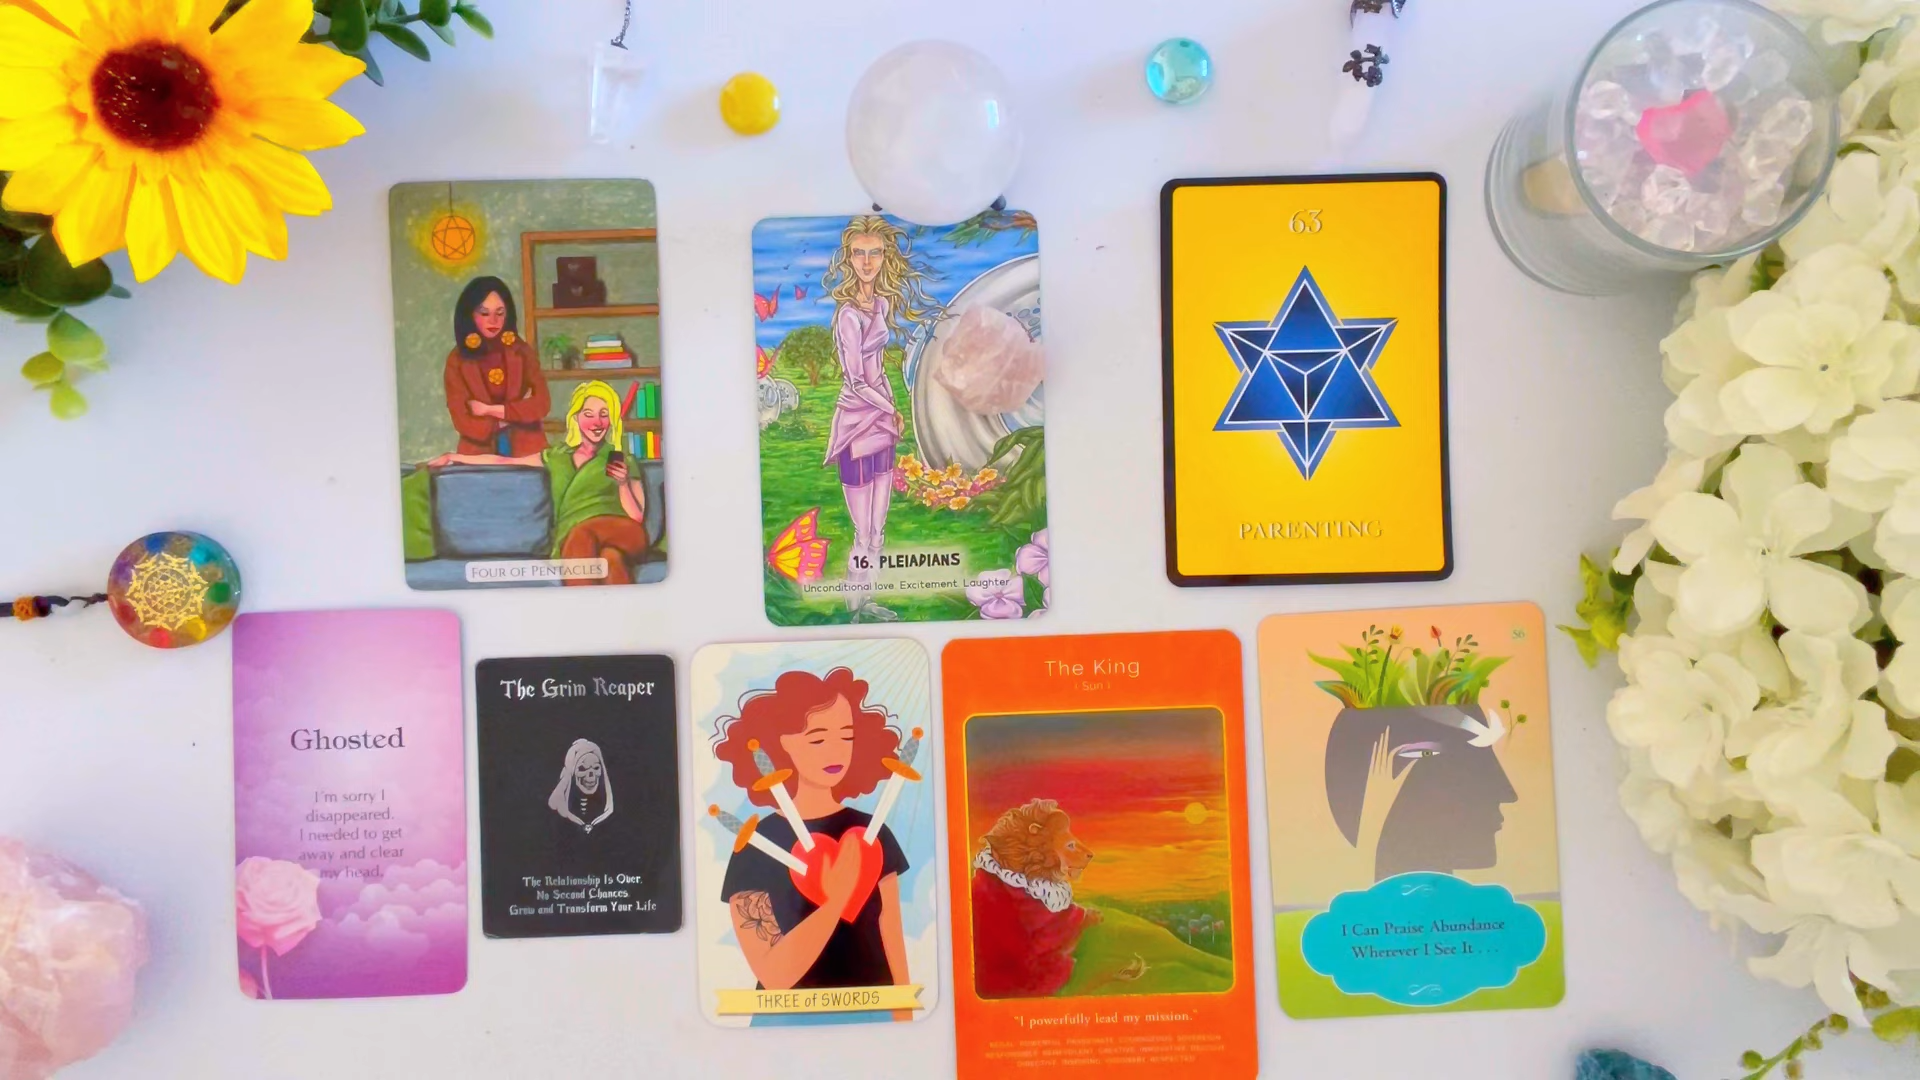 FOUR OF PENTACLES
16. PLEIADIANS
Unconditional love. Excitement. Laughter
63
PARENTING
Ghosted
I'm sorry I
disappeared.
I needed to get
away and clear
my head.
The Grim Reaper
The Relationship Is Over.
No Second Chances
Grow and Transform Your Life
THREE of SWORDS
The King
( Sun )
"I powerfully lead my mission."
56
I Can Praise Abundance
Wherever I See It . . .